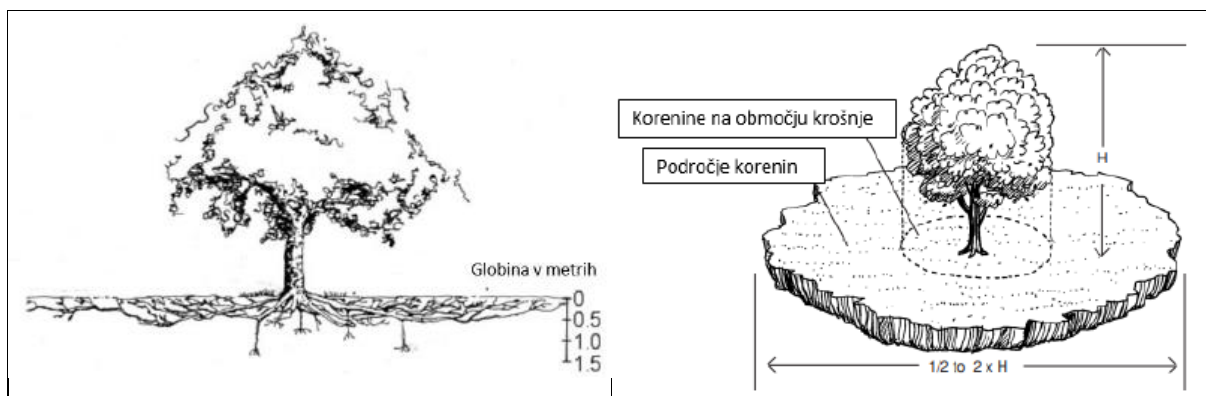 Globina v metrih
0
0.5
1.0
1.5
Korenine na območju krošnje
Področje korenin
H
1/2 to 2 x H